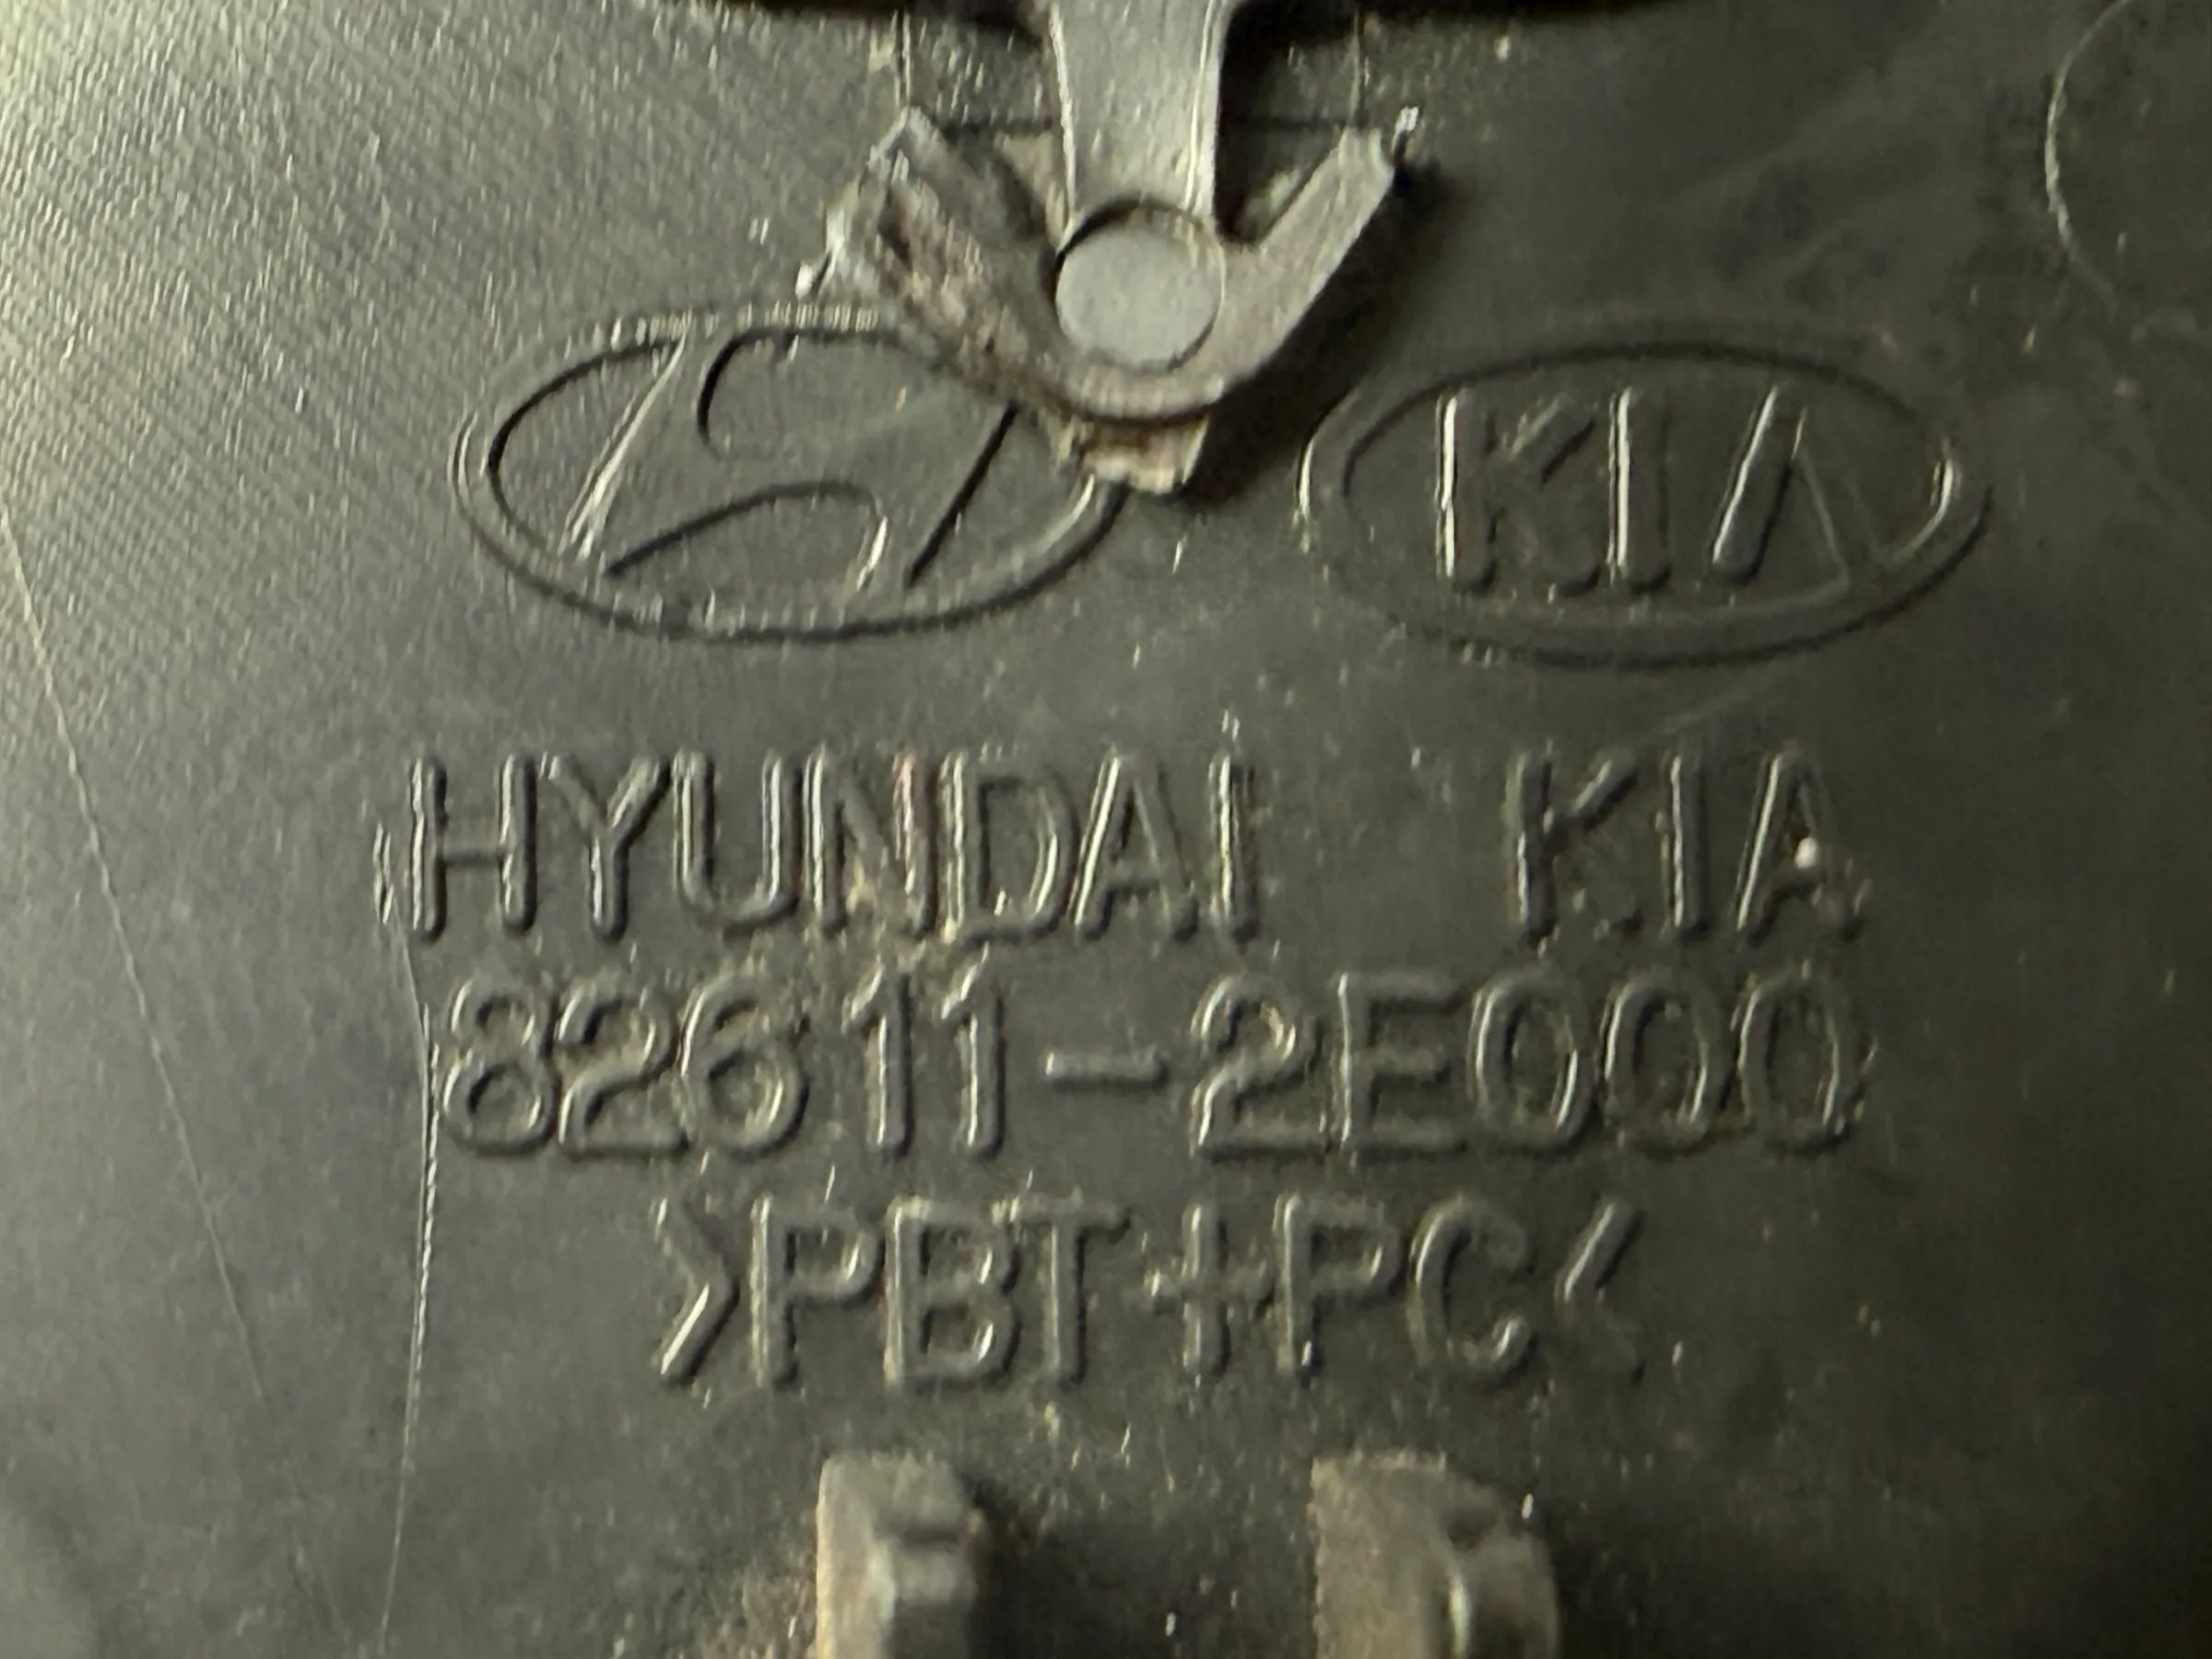 KIA
HYUNDAI KIA
82611-2E000
>PBT+PC<